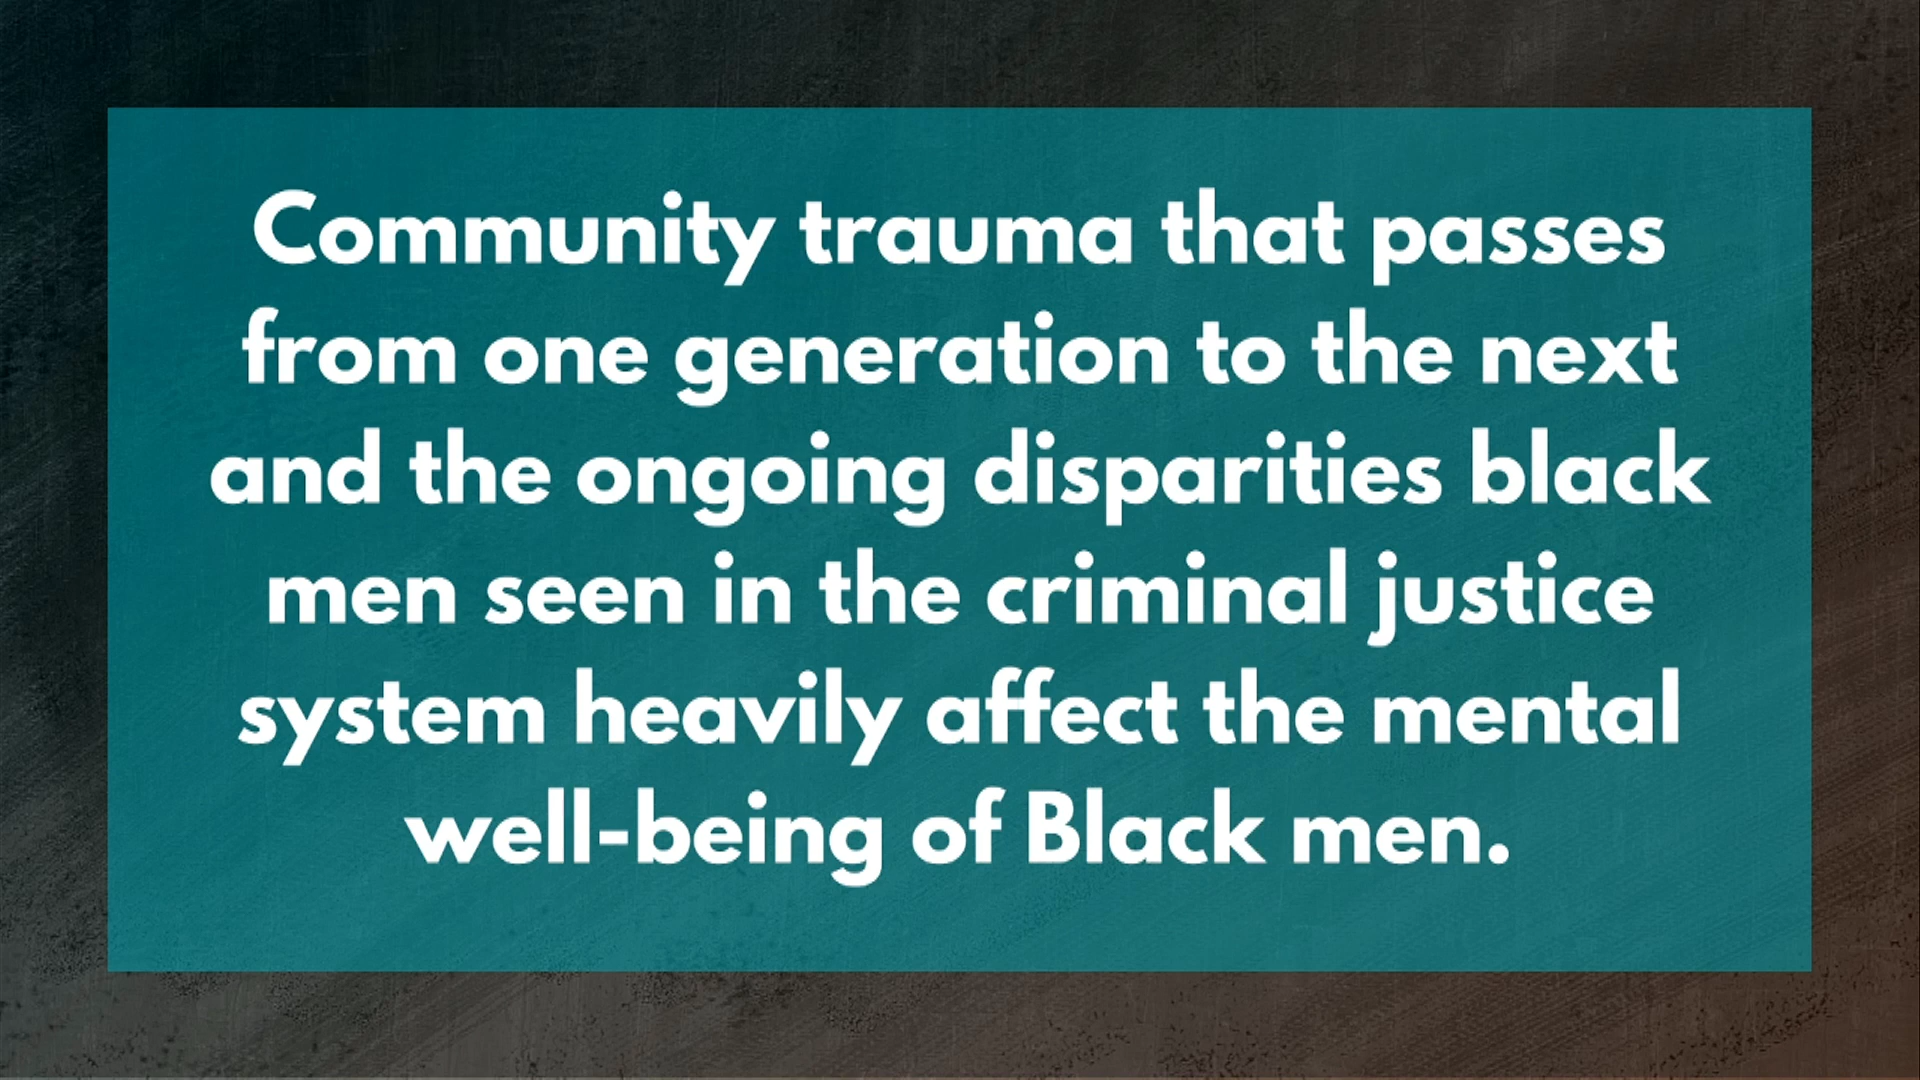 Community trauma that passes
from one generation to the next
and the ongoing disparities black
men seen in the criminal justice
system heavily affect the mental
well-being of Black men.